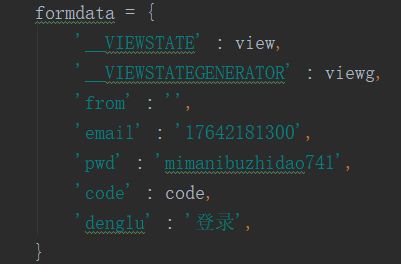 formdata = {
'__VIEWSTATE' : view,
'__VIEWSTATEGENERATOR' : viewg,
'from' : '',
'email' : '17642181300',
'pwd' : 'mimanibuzhidao741',
'code' : code,
'denglu' : '登录',
}